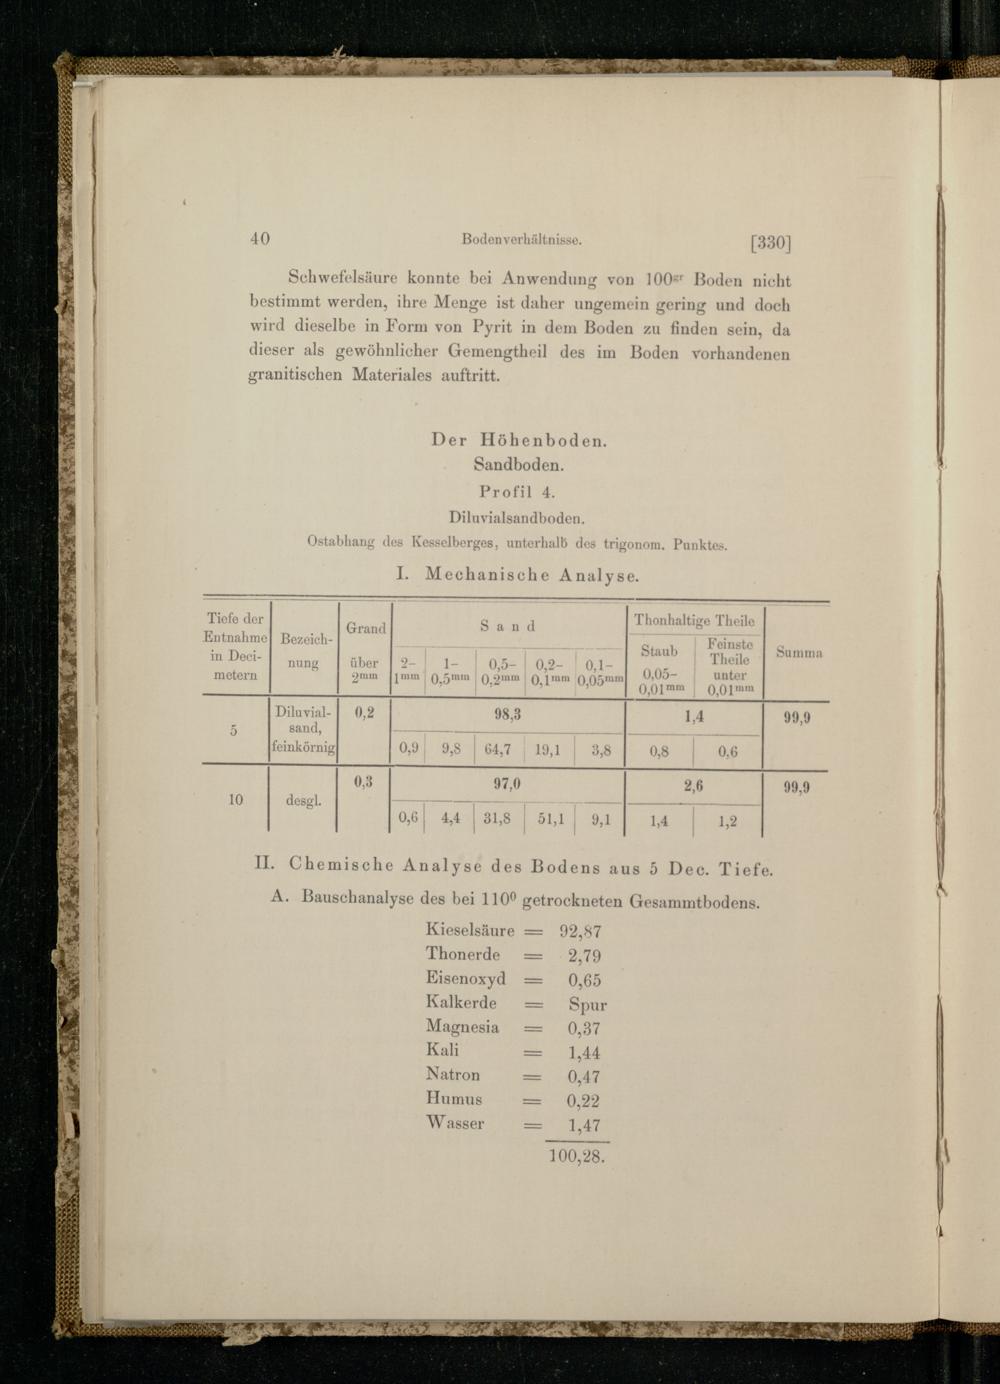 40 Bodenverhältnisse. [330]
Schwefelsäure konnte bei Anwendung von 100gr Boden nicht
bestimmt werden, ihre Menge ist daher ungemein gering und doch
wird dieselbe in Form von Pyrit in dem Boden zu finden sein, da
dieser als gewöhnlicher Gemengtheil des im Boden vorhandenen
granitischen Materiales auftritt.
Der Höhenboden.
Sandboden.
Profil 4.
Diluvialsandboden.
Ostabhang des Kesselberges, unterhalb des trigonom. Punktes.
I. Mechanische Analyse.
Tiefe der
Entnahme
in Deci-
metern
Bezeich-
nung
Grand
über
2mm
Sand
2-
1mm
1-
0,5mm
0,5-
0,2mm
0,2-
0,1mm
0,1-
0,05mm
Thonhaltige Theile
Staub
0,05-
0,01mm
Feinste
Theile
unter
0,01mm
Summa
5
Diluvial-
sand,
feinkörnig
0,2 98,3 1,4 99,9
0,9 9,8 64,7 19,1 3,8 0,8 0,6
10 desgl.
0,3 97,0 2,6 99,9
0,6 4,4 31,8 51,1 9,1 1,4 1,2
II. Chemische Analyse des Bodens aus 5 Dec. Tiefe.
A. Bauschanalyse des bei 110⁰ getrockneten Gesammtbodens.
Kieselsäure = 92,87
Thonerde = 2,79
Eisenoxyd = 0,65
Kalkerde = Spur
Magnesia = 0,37
Kali = 1,44
Natron = 0,47
Humus = 0,22
Wasser = 1,47
100,28.